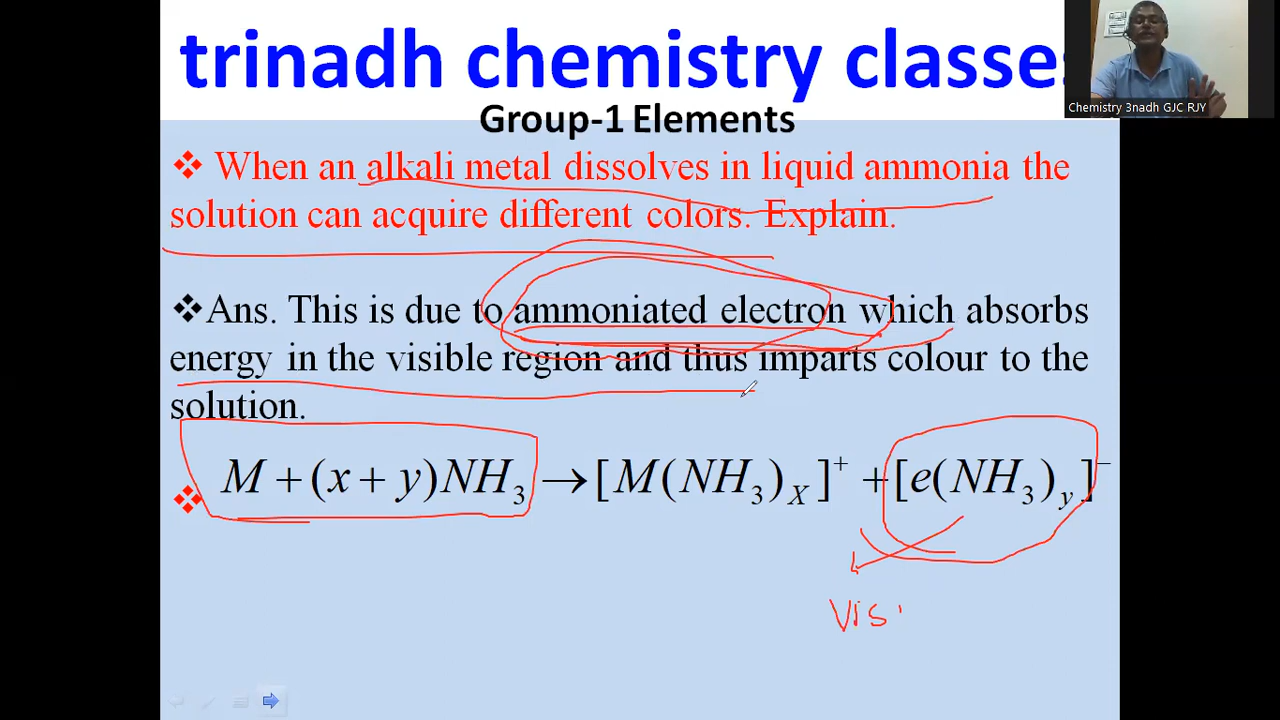 trinadh chemistry classes
Chemistry 3nadh GJC RJY
Group-1 Elements
❖ When an alkali metal dissolves in liquid ammonia the
solution can acquire different colors. Explain.
❖Ans. This is due to ammoniated electron which absorbs
energy in the visible region and thus imparts colour to the
solution.
❖ M + (x + y)NH₃ → [M(NH₃)ₓ]⁺ + [e(NH₃)y]⁻
Vis